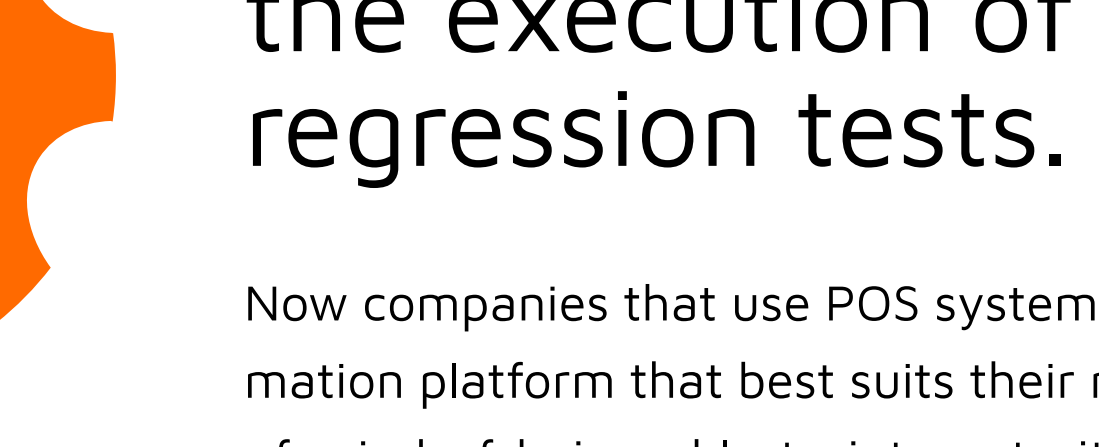 the execution of
regression tests.
Now companies that use POS system
mation platform that best suits their